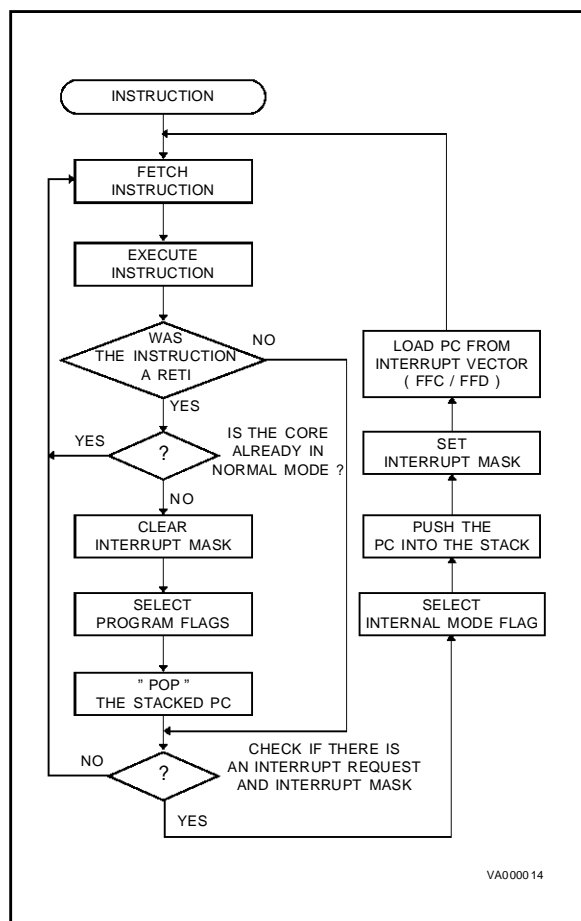 INSTRUCTION
FETCH
INSTRUCTION
EXECUTE
INSTRUCTION
WAS
THE INSTRUCTION
A RETI
NO
YES
YES
?
IS THE CORE
ALREADY IN
NORMAL MODE ?
NO
CLEAR
INTERRUPT MASK
SELECT
PROGRAM FLAGS
" POP "
THE STACKED PC
NO
?
CHECK IF THERE IS
AN INTERRUPT REQUEST
AND INTERRUPT MASK
YES
SELECT
INTERNAL MODE FLAG
PUSH THE
PC INTO THE STACK
SET
INTERRUPT MASK
LOAD PC FROM
INTERRUPT VECTOR
( FFC / FFD )
VA000014